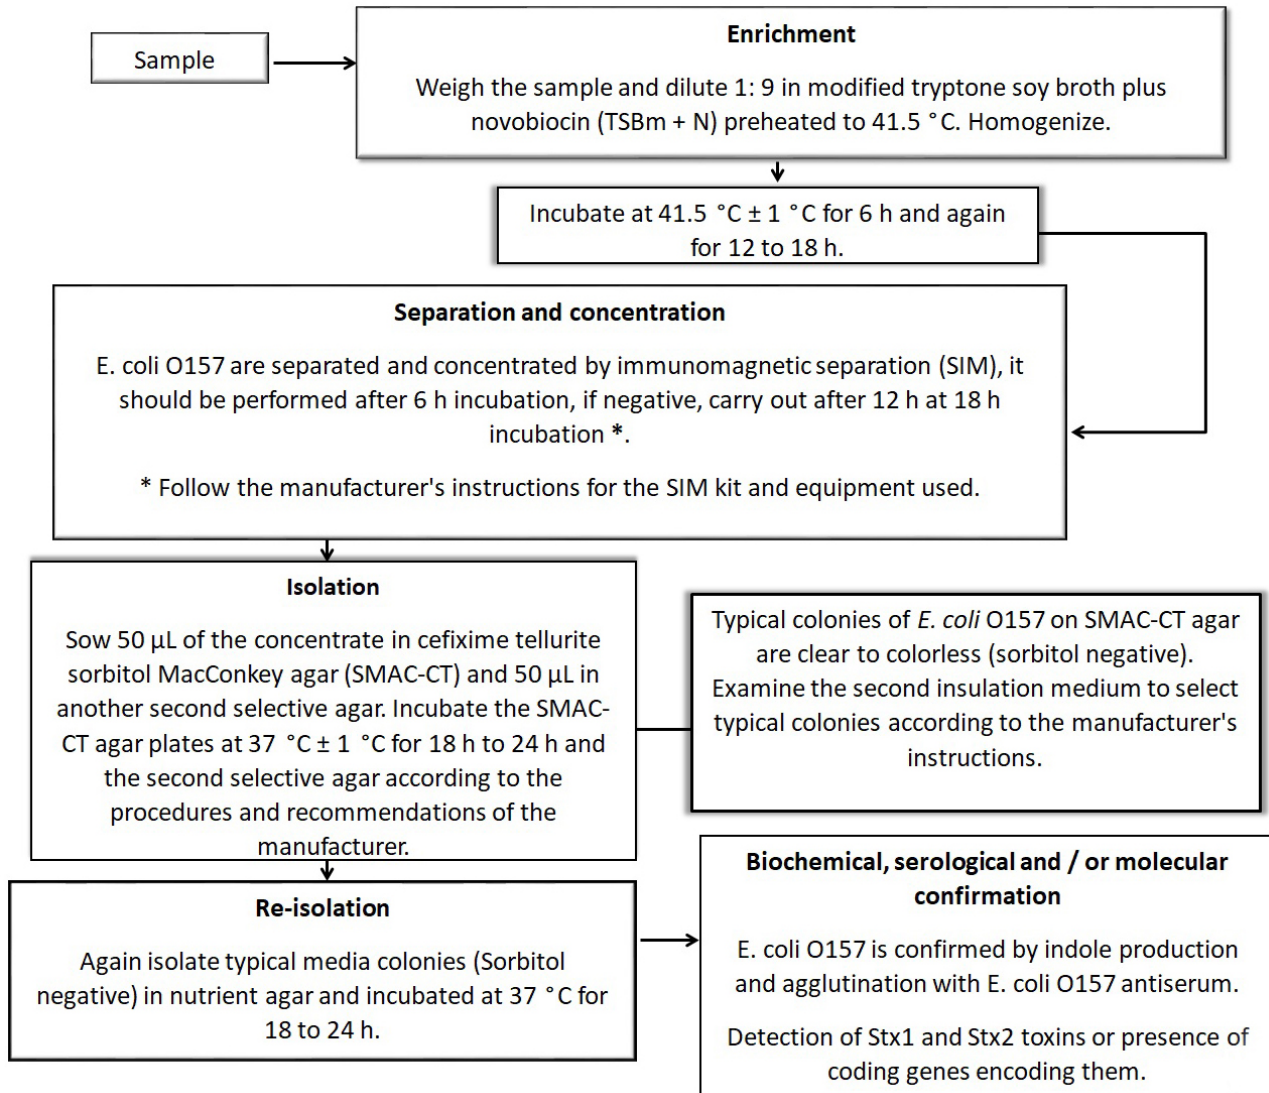 Sample
Enrichment
Weigh the sample and dilute 1: 9 in modified tryptone soy broth plus
novobiocin (TSBm + N) preheated to 41.5 °C. Homogenize.
Incubate at 41.5 °C ± 1 °C for 6 h and again
for 12 to 18 h.
Separation and concentration
E. coli O157 are separated and concentrated by immunomagnetic separation (SIM), it
should be performed after 6 h incubation, if negative, carry out after 12 h at 18 h
incubation *.
* Follow the manufacturer's instructions for the SIM kit and equipment used.
Isolation
Sow 50 µL of the concentrate in cefixime tellurite
sorbitol MacConkey agar (SMAC-CT) and 50 µL in
another second selective agar. Incubate the SMAC-
CT agar plates at 37 °C ± 1 °C for 18 h to 24 h and
the second selective agar according to the
procedures and recommendations of the
manufacturer.
Typical colonies of E. coli O157 on SMAC-CT agar
are clear to colorless (sorbitol negative).
Examine the second insulation medium to select
typical colonies according to the manufacturer's
instructions.
Re-isolation
Again isolate typical media colonies (Sorbitol
negative) in nutrient agar and incubated at 37 °C for
18 to 24 h.
Biochemical, serological and / or molecular
confirmation
E. coli O157 is confirmed by indole production
and agglutination with E. coli O157 antiserum.
Detection of Stx1 and Stx2 toxins or presence of
coding genes encoding them.